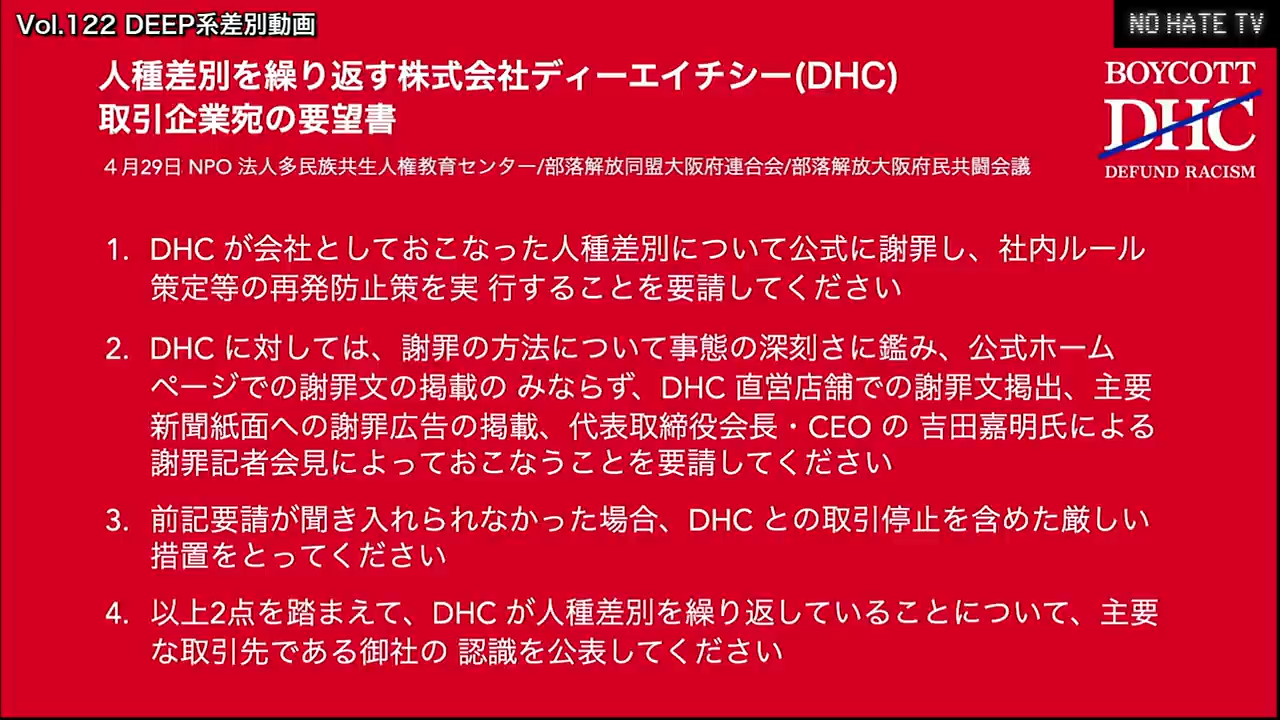 Vol.122 DEEP系差別動画
NO HATE TV
人種差別を繰り返す株式会社ディーエイチシー(DHC)
取引企業宛の要望書
BOYCOTT
DHC
DEFUND RACISM
4月29日 NPO 法人多民族共生人権教育センター/部落解放同盟大阪府連合会/部落解放大阪府民共闘会議
1. DHC が会社としておこなった人種差別について公式に謝罪し、社内ルール
策定等の再発防止策を実 行することを要請してください
2. DHC に対しては、謝罪の方法について事態の深刻さに鑑み、公式ホーム
ページでの謝罪文の掲載の みならず、DHC 直営店舗での謝罪文掲出、主要
新聞紙面への謝罪広告の掲載、代表取締役会長・CEO の 吉田嘉明氏による
謝罪記者会見によっておこなうことを要請してください
3. 前記要請が聞き入れられなかった場合、DHC との取引停止を含めた厳しい
措置をとってください
4. 以上2点を踏まえて、DHC が人種差別を繰り返していることについて、主要
な取引先である御社の 認識を公表してください